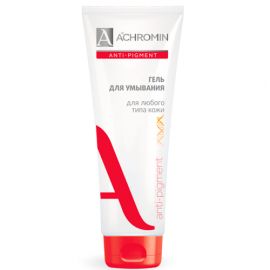 A ACHROMIN
ANTI-PIGMENT
ГЕЛЬ
ДЛЯ УМЫВАНИЯ
для любого
типа кожи
anti-pigment